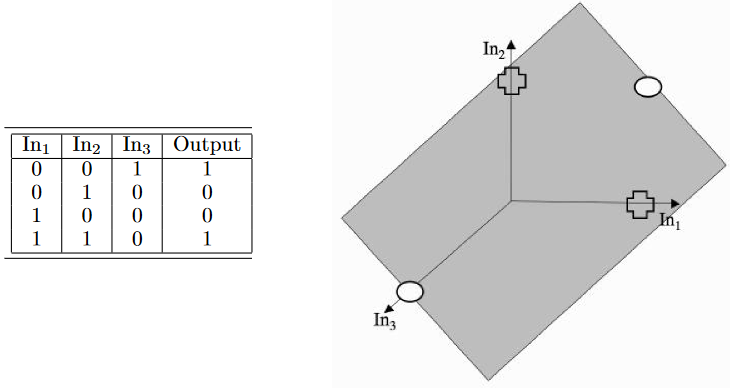 In₁ In₂ In₃ Output
0 0 1 1
0 1 0 0
1 0 0 0
1 1 0 1
In₂
In₁
In₃